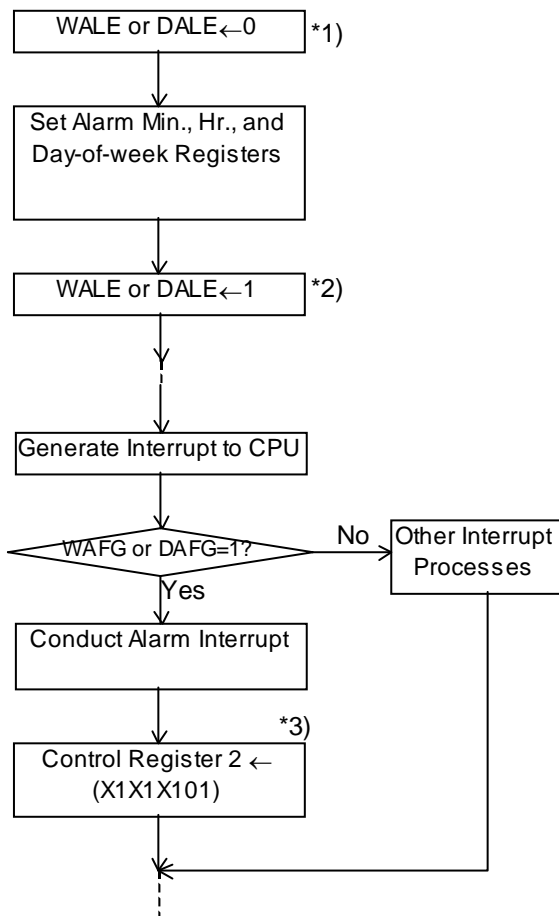 WALE or DALE←0
*1)
Set Alarm Min., Hr., and
Day-of-week Registers
WALE or DALE←1
*2)
Generate Interrupt to CPU
WAFG or DAFG=1?
No
Other Interrupt
Processes
Yes
Conduct Alarm Interrupt
*3)
Control Register 2 ←
(X1X1X101)